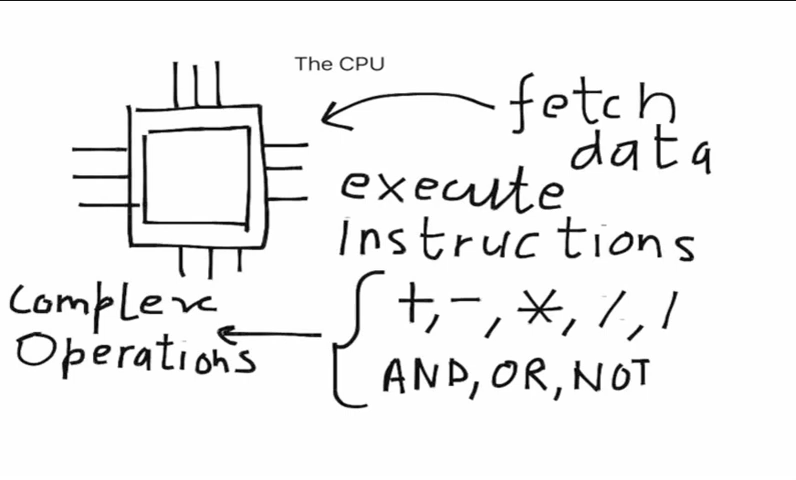 The CPU
fetch
data
execute
instructions
+, -, *, /, /
AND, OR, NOT
Complex
Operations